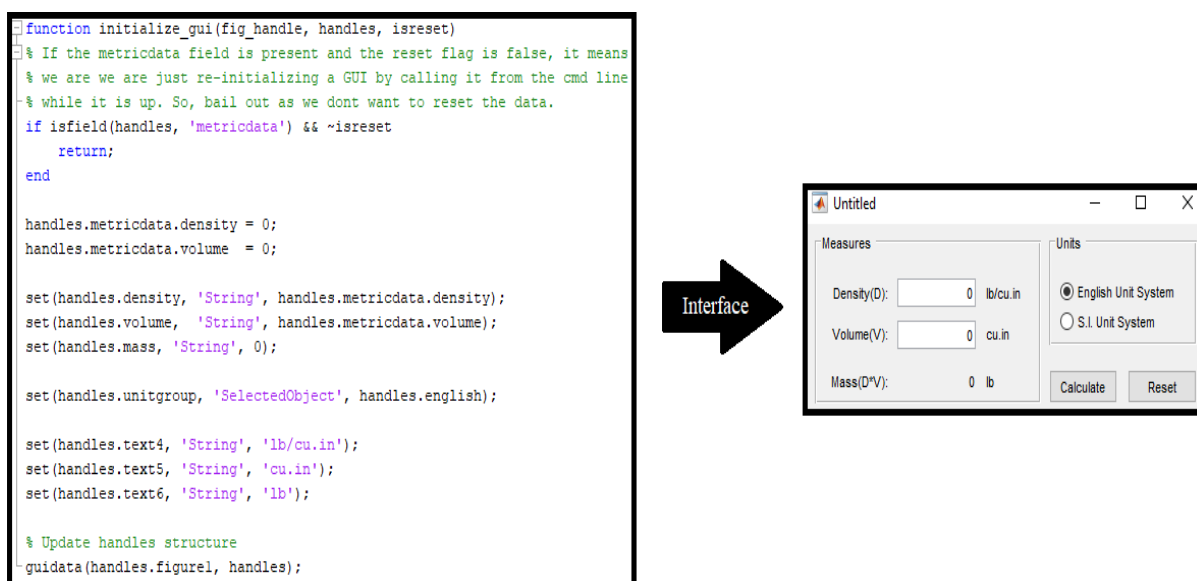 function initialize_gui(fig_handle, handles, isreset)
% If the metricdata field is present and the reset flag is false, it means
% we are we are just re-initializing a GUI by calling it from the cmd line
% while it is up. So, bail out as we dont want to reset the data.
if isfield(handles, 'metricdata') && ~isreset
    return;
end
handles.metricdata.density = 0;
handles.metricdata.volume  = 0;
set(handles.density, 'String', handles.metricdata.density);
set(handles.volume,  'String', handles.metricdata.volume);
set(handles.mass, 'String', 0);
set(handles.unitgroup, 'SelectedObject', handles.english);
set(handles.text4, 'String', 'lb/cu.in');
set(handles.text5, 'String', 'cu.in');
set(handles.text6, 'String', 'lb');
% Update handles structure
guidata(handles.figure1, handles);
Interface
Untitled
Measures
Density(D): 0 lb/cu.in
Volume(V): 0 cu.in
Mass(D*V): 0 lb
Units
English Unit System
S.I. Unit System
Calculate
Reset